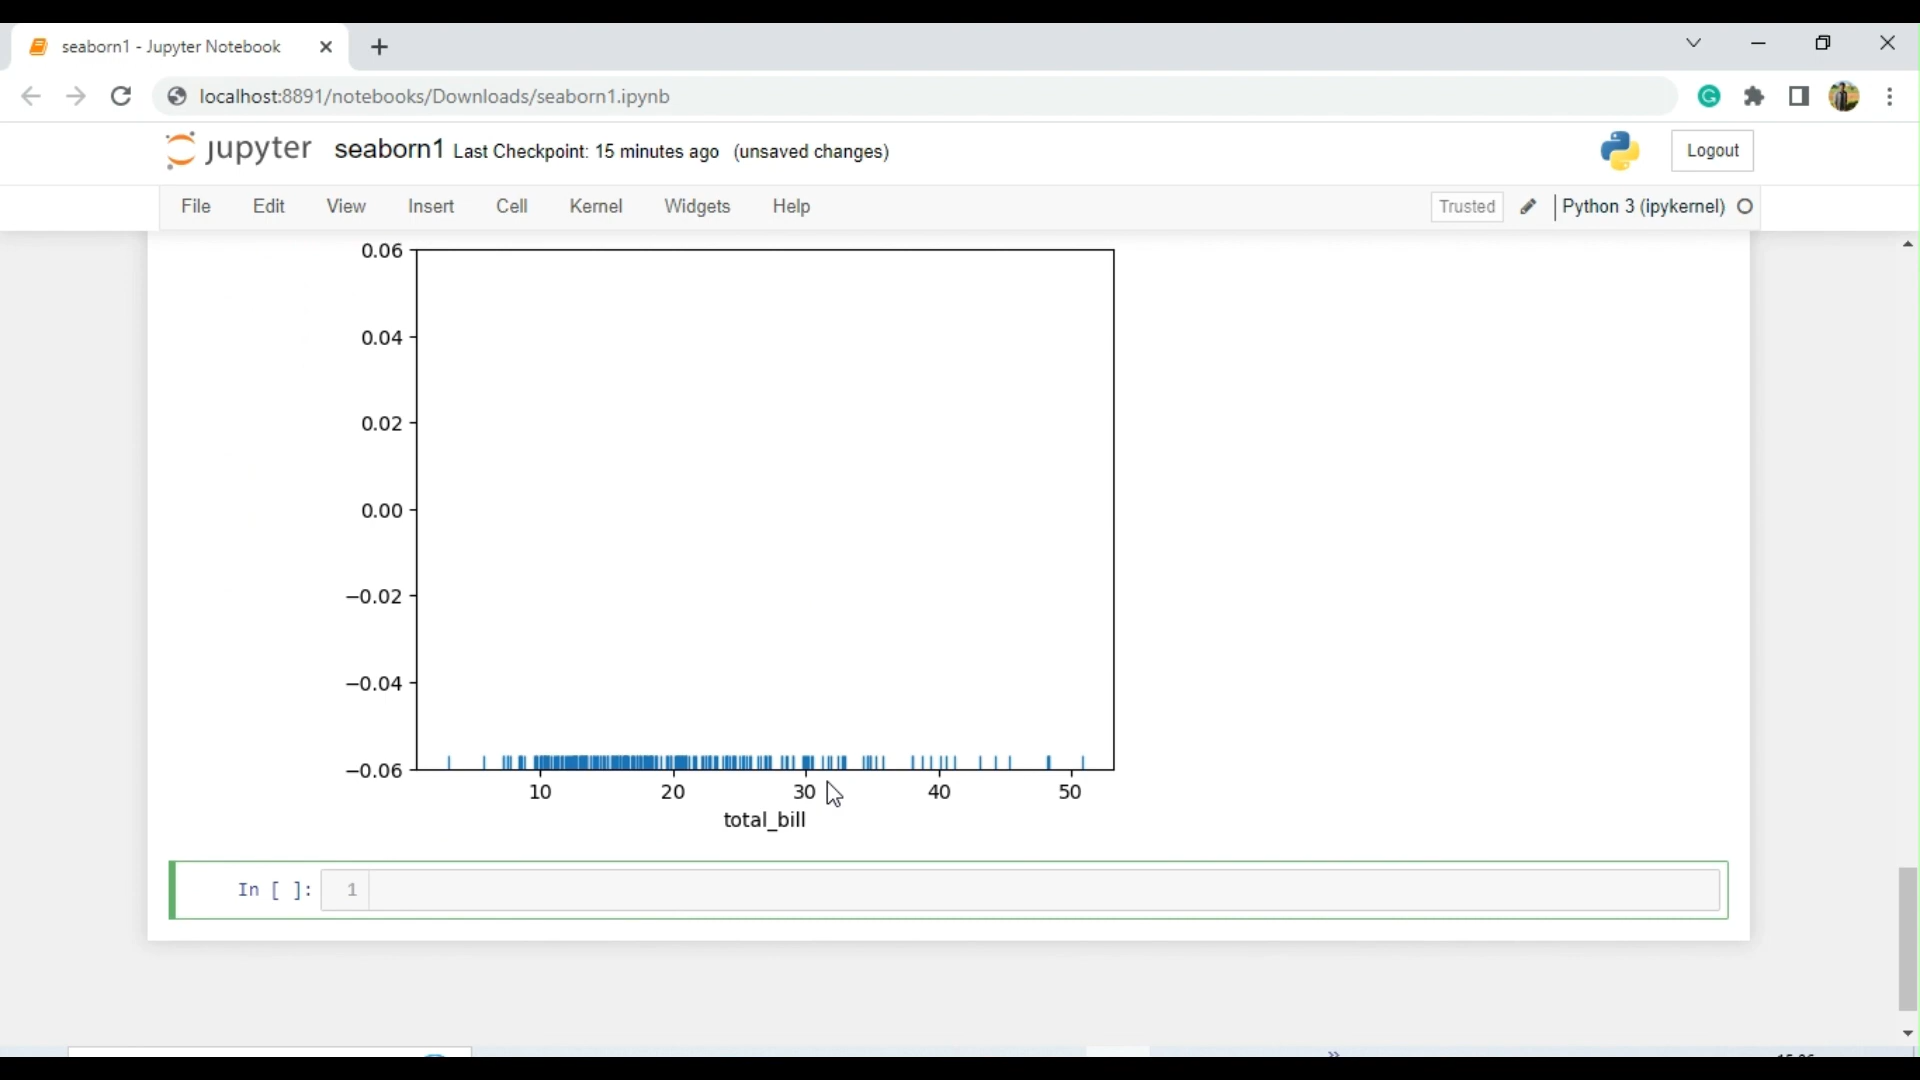 seaborn1 - Jupyter Notebook
localhost:8891/notebooks/Downloads/seaborn1.ipynb
jupyter seaborn1 Last Checkpoint: 15 minutes ago (unsaved changes) Logout
File Edit View Insert Cell Kernel Widgets Help Trusted Python 3 (ipykernel)
0.06
0.04
0.02
0.00
−0.02
−0.04
−0.06
10 20 30 40 50
total_bill
In [ ]: 1